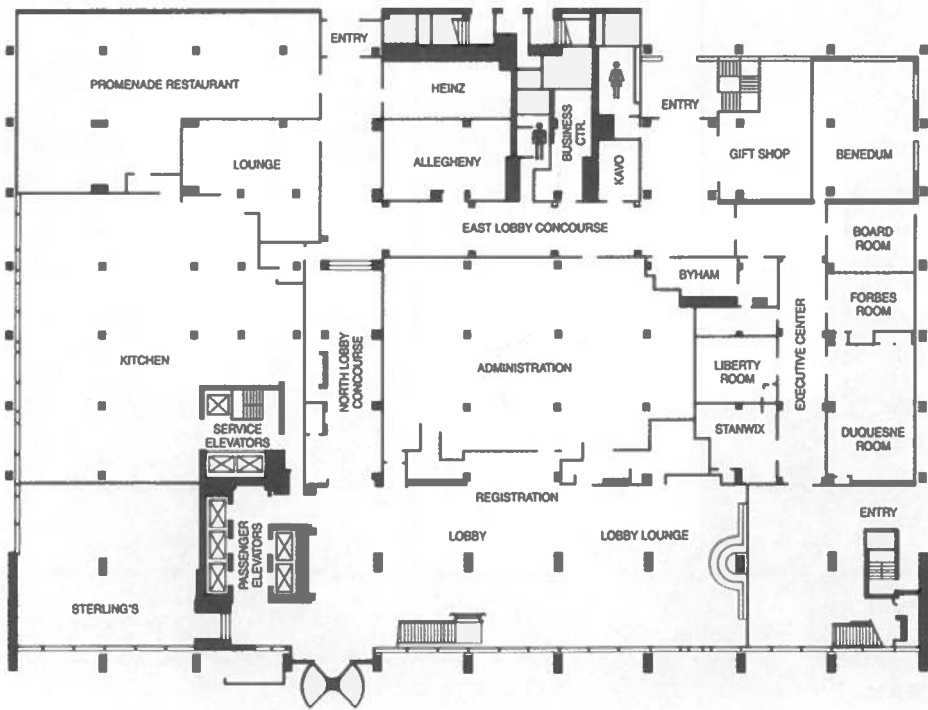 ENTRY
PROMENADE RESTAURANT
HEINZ
BUSINESS
CTR.
ENTRY
LOUNGE
ALLEGHENY
KAVO
GIFT SHOP
BENEDUM
EAST LOBBY CONCOURSE
BOARD
ROOM
BYHAM
FORBES
ROOM
KITCHEN
NORTH LOBBY
CONCOURSE
ADMINISTRATION
LIBERTY
ROOM
EXECUTIVE CENTER
SERVICE
ELEVATORS
STANWIX
DUQUESNE
ROOM
REGISTRATION
PASSENGER
ELEVATORS
LOBBY
LOBBY LOUNGE
ENTRY
STERLING'S